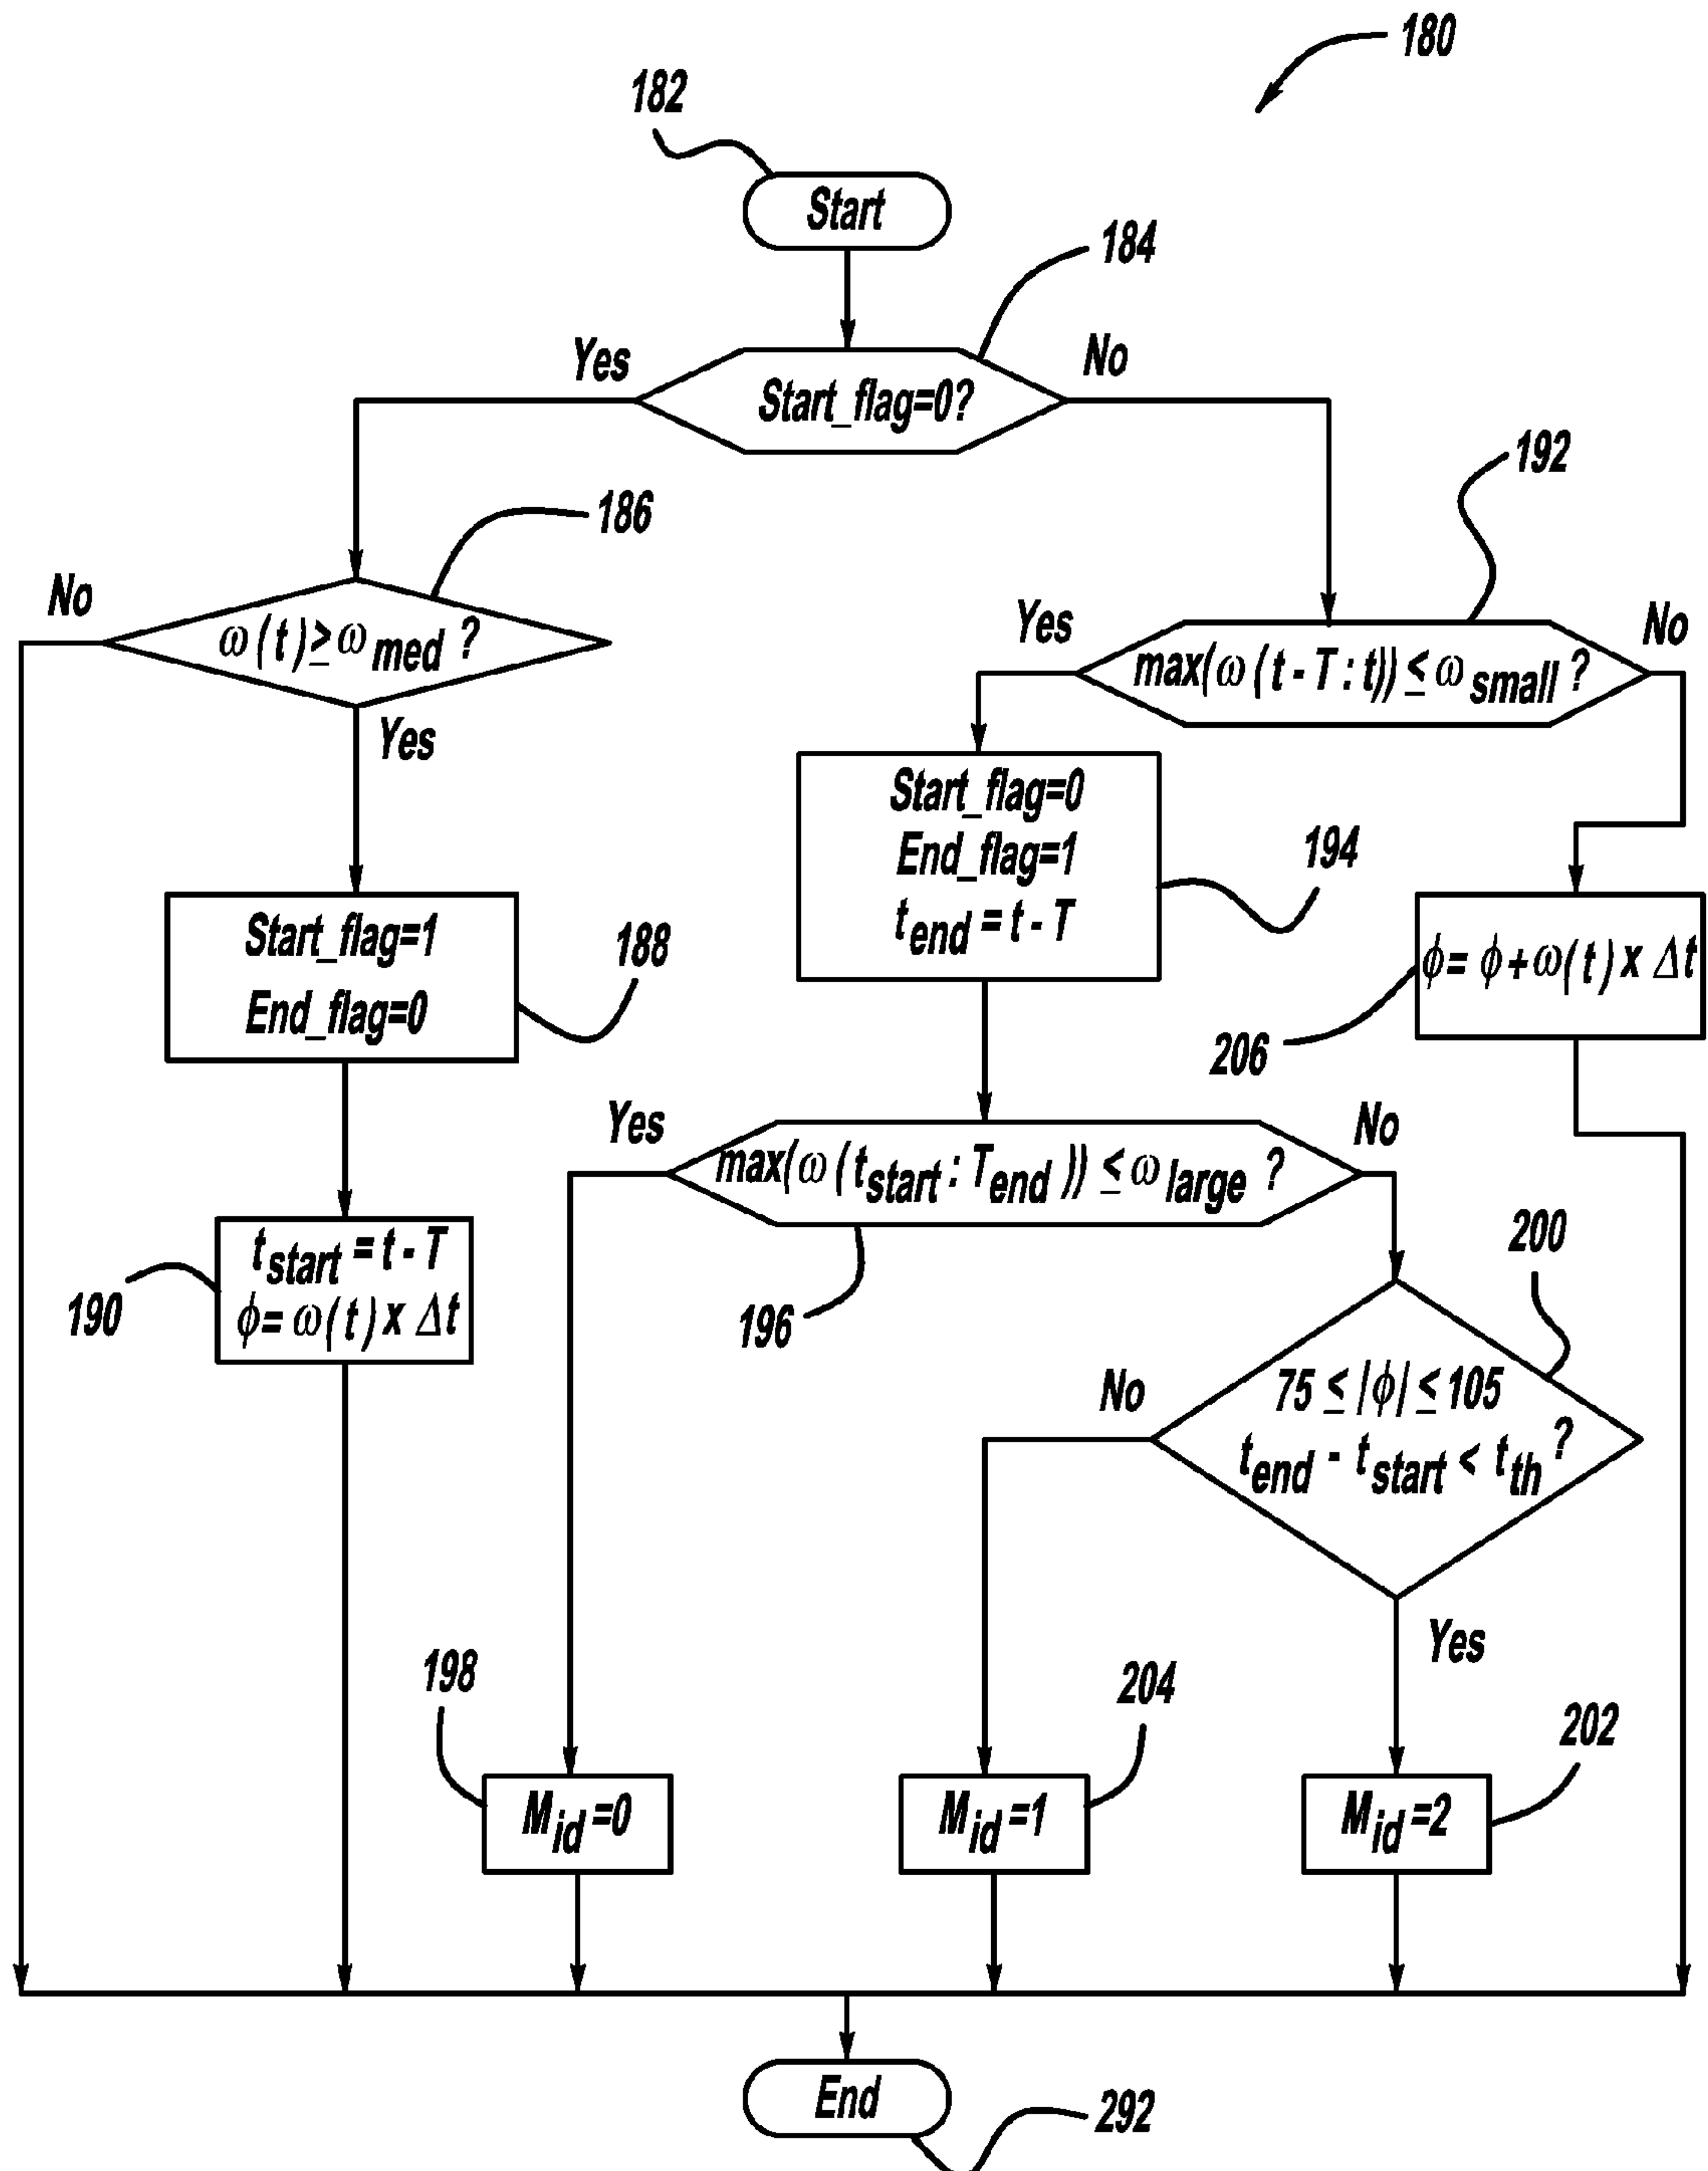 180
182
Start
184
Yes
No
Start_flag=0?
192
186
No
ω(t)≥ω med ?
Yes
Yes
No
max(ω(t - T : t)) ≤ ω small ?
Start_flag=0
End_flag=1
t end = t - T
194
Start_flag=1
End_flag=0
188
ϕ= ϕ+ω(t) x Δt
206
Yes
No
max(ω(t start : T end)) ≤ ω large ?
196
t start = t - T
ϕ= ω(t) x Δt
190
200
No
75 ≤ |ϕ| ≤ 105
t end - t start < t th ?
Yes
198
204
202
M id =0
M id =1
M id =2
End
292